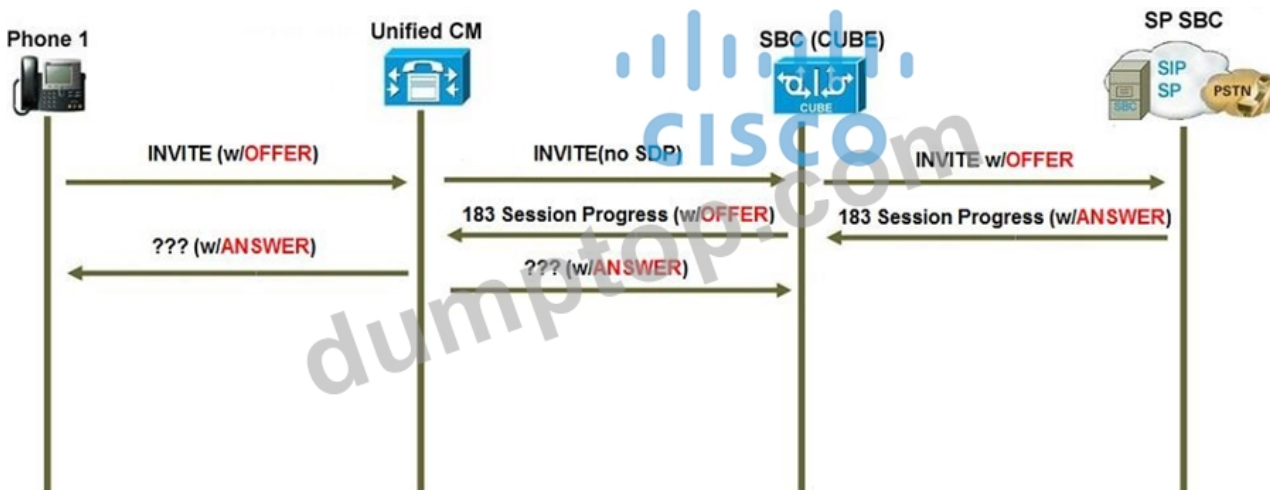 Phone 1
Unified CM
SBC (CUBE)
SP SBC
CUBE
SBC
SIP
SP
PSTN
CISCO
INVITE (w/OFFER)
INVITE(no SDP)
INVITE w/OFFER
183 Session Progress (w/OFFER)
183 Session Progress (w/ANSWER)
??? (w/ANSWER)
??? (w/ANSWER)
dumptop.com